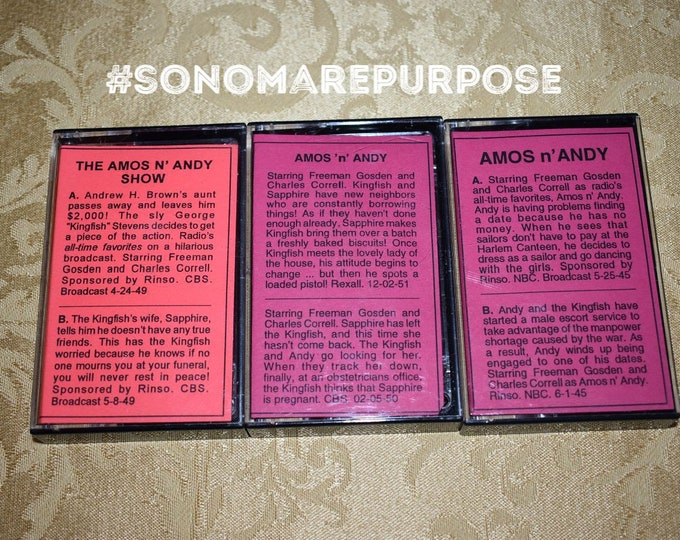 #SONOMAREPURPOSE
THE AMOS N' ANDY
SHOW
A. Andrew H. Brown's aunt
passes away and leaves him
$2,000! The sly George
"Kingfish" Stevens decides to get
a piece of the action. Radio's
all-time favorites on a hilarious
broadcast. Starring Freeman
Gosden and Charles Correll.
Sponsored by Rinso. CBS.
Broadcast 4-24-49
B. The Kingfish's wife, Sapphire,
tells him he doesn't have any true
friends. This has the Kingfish
worried because he knows if no
one mourns you at your funeral,
you will never rest in peace!
Sponsored by Rinso. CBS.
Broadcast 5-8-49
AMOS 'n' ANDY
Starring Freeman Gosden and
Charles Correll. Kingfish and
Sapphire have new neighbors
who are constantly borrowing
things! As if they haven't done
enough already, Sapphire makes
Kingfish bring them over a batch
a freshly baked biscuits! Once
Kingfish meets the lovely lady of
the house, his attitude begins to
change ... but then he spots a
loaded pistol! Rexall. 12-02-51
Starring Freeman Gosden and
Charles Correll. Sapphire has left
the Kingfish, and this time she
hasn't come back. The Kingfish
and Andy go looking for her.
When they track her down,
finally, at an obstetricians office,
the Kingfish thinks that Sapphire
is pregnant. CBS. 02-05-50
AMOS n' ANDY
A. Starring Freeman Gosden
and Charles Correll as radio's
all-time favorites, Amos n' Andy.
Andy is having problems finding
a date because he has no
money. When he sees that
sailors don't have to pay at the
Harlem Canteen, he decides to
dress as a sailor and go dancing
with the girls. Sponsored by
Rinso. NBC. Broadcast 5-25-45
B. Andy and the Kingfish have
started a male escort service to
take advantage of the manpower
shortage caused by the war. As
a result, Andy winds up being
engaged to one of his dates.
Starring Freeman Gosden and
Charles Correll as Amos n' Andy.
Rinso. NBC. 6-1-45